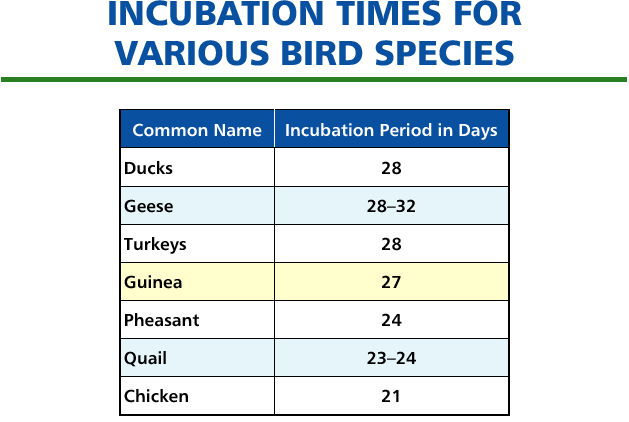 INCUBATION TIMES FOR
VARIOUS BIRD SPECIES
Common Name Incubation Period in Days
Ducks 28
Geese 28–32
Turkeys 28
Guinea 27
Pheasant 24
Quail 23–24
Chicken 21